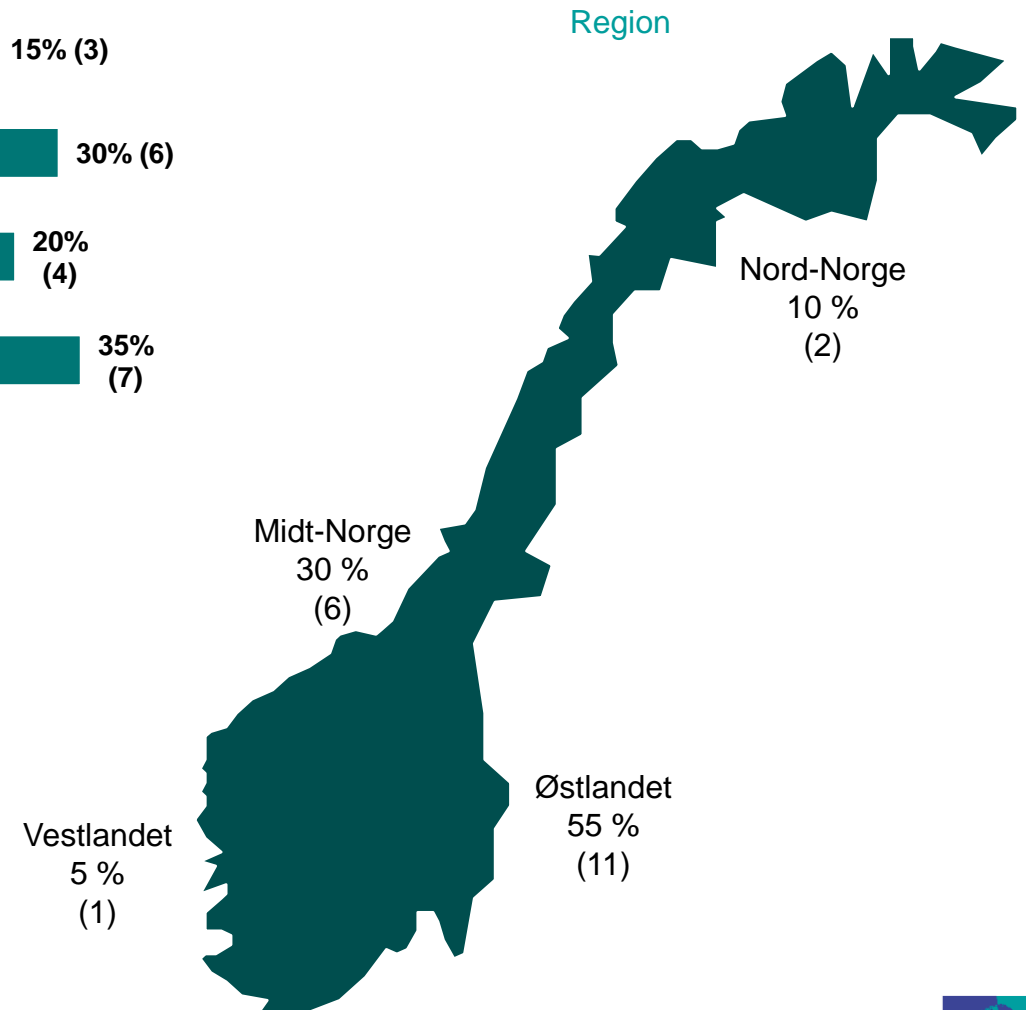 15% (3)
30% (6)
20%
(4)
35%
(7)
Region
Nord-Norge
10 %
(2)
Midt-Norge
30 %
(6)
Østlandet
55 %
(11)
Vestlandet
5 %
(1)